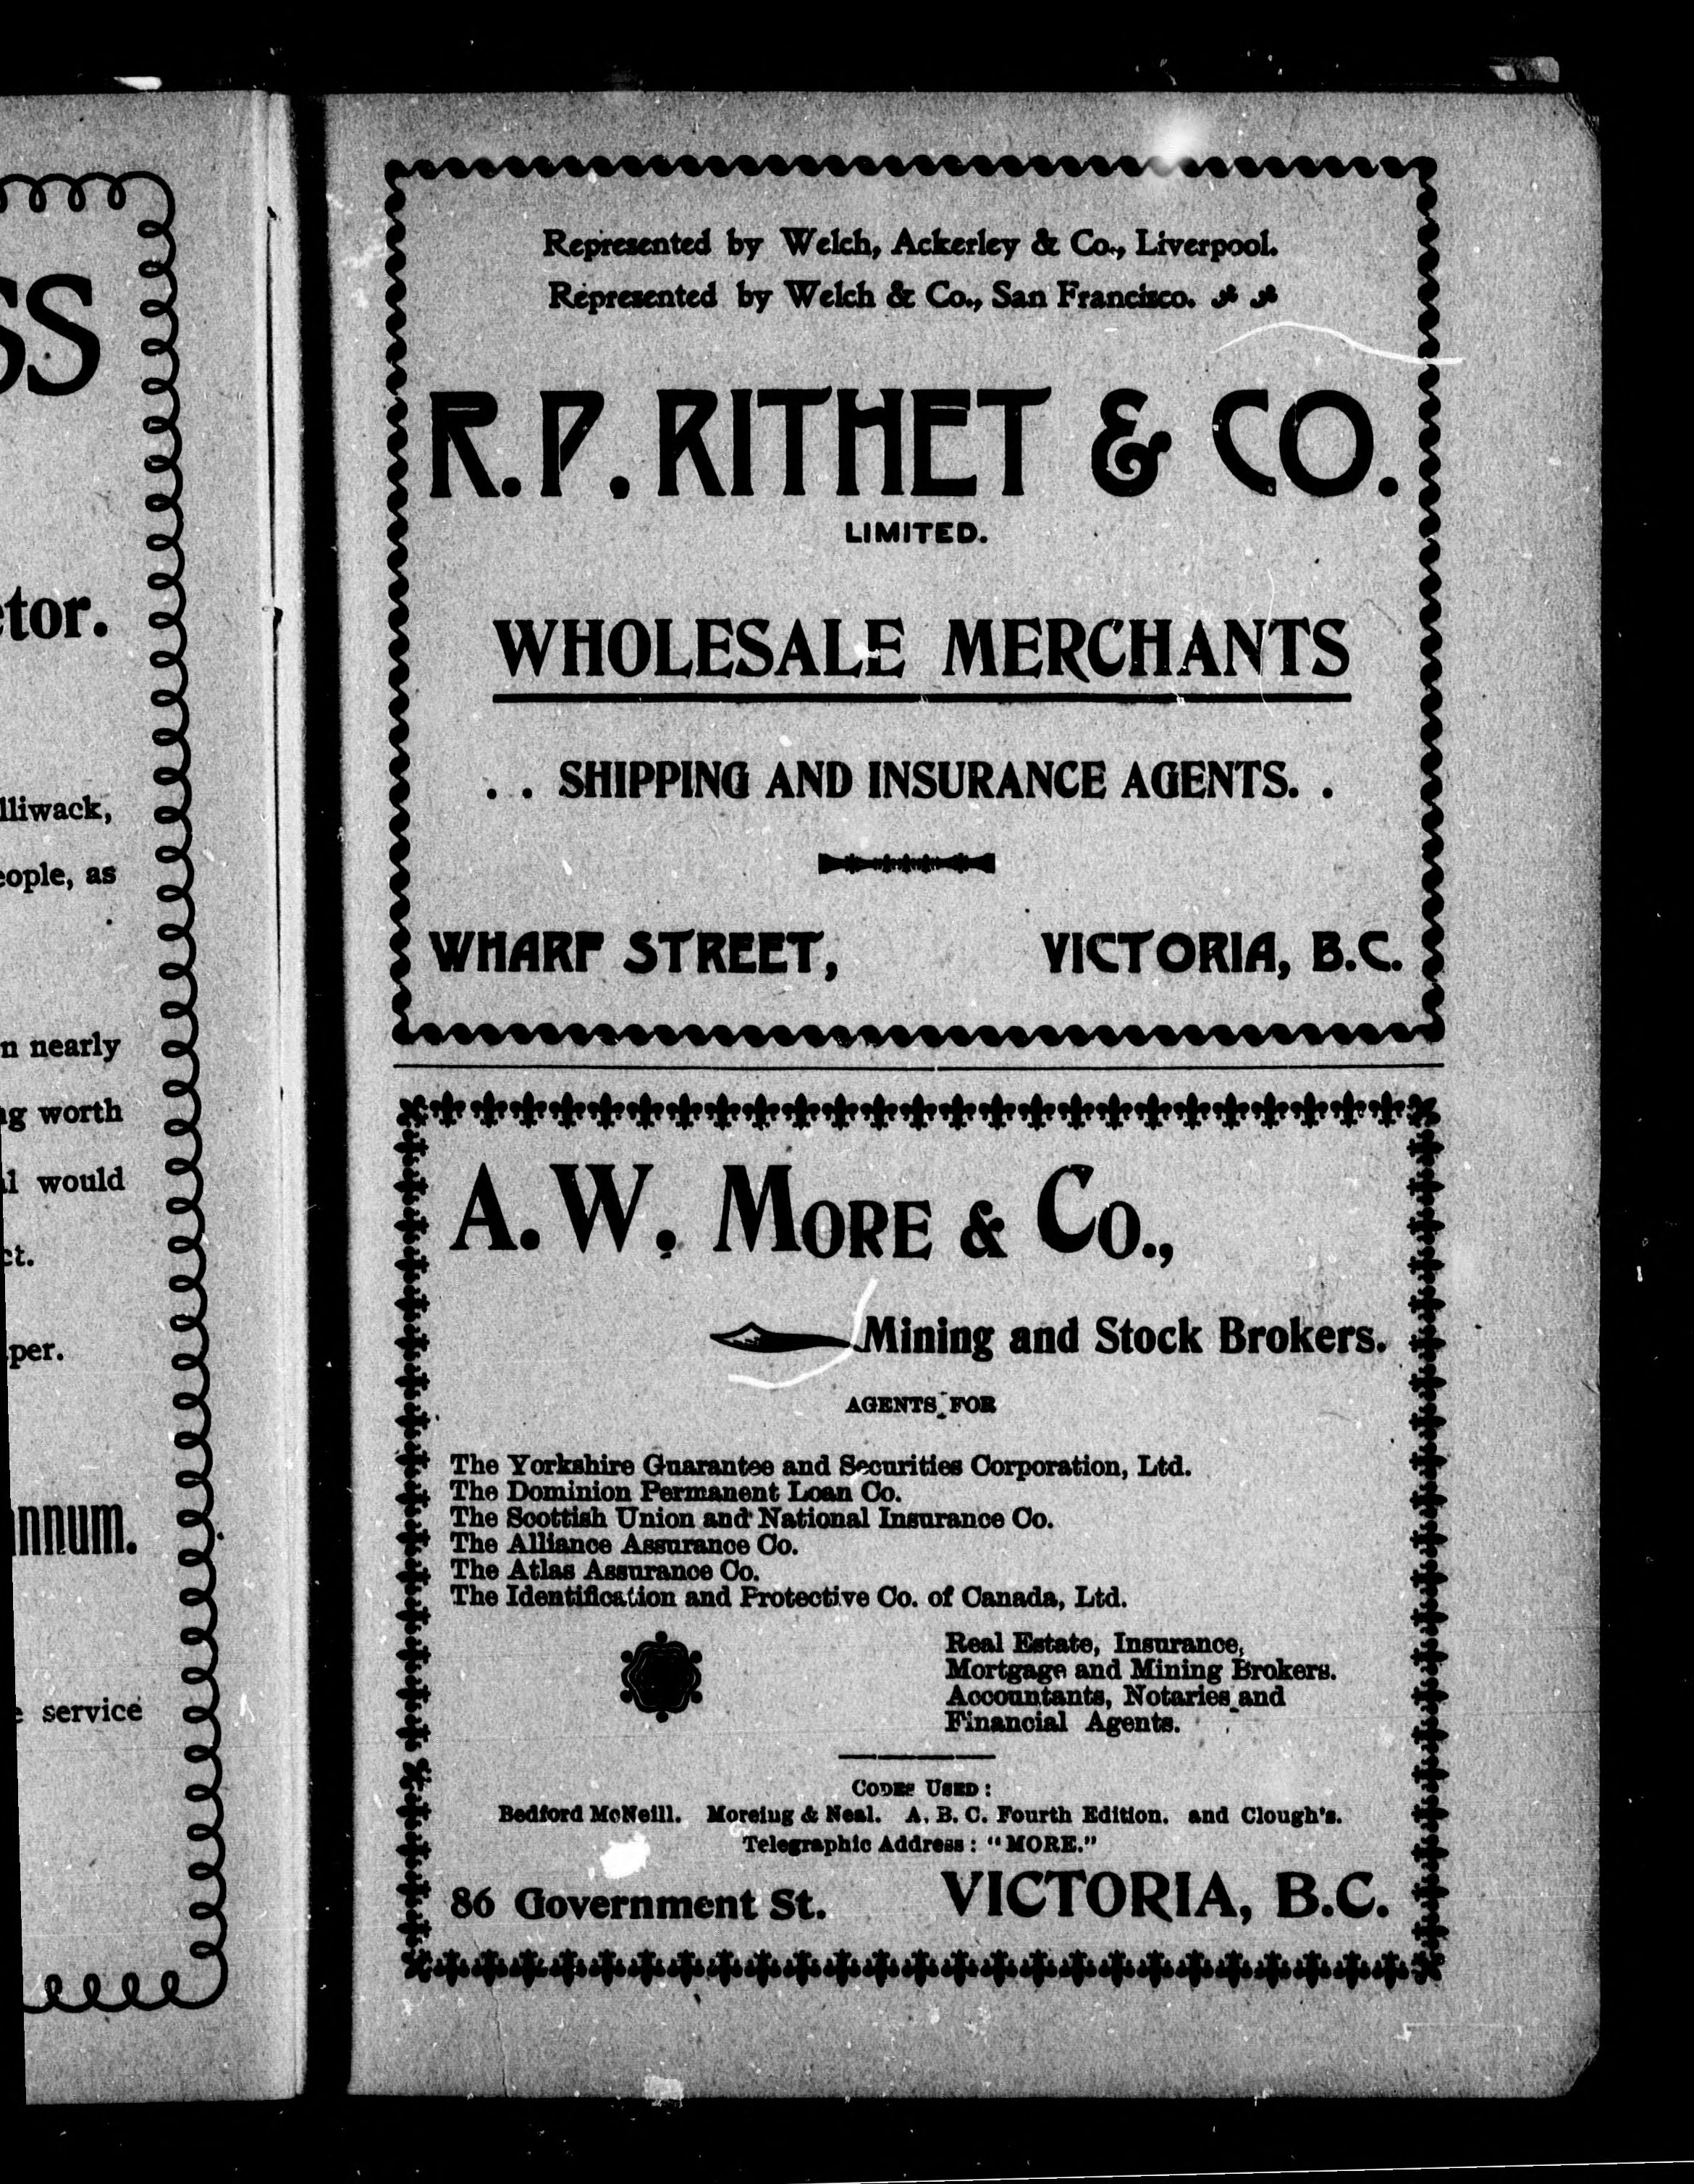 SS
tor.
lliwack,
eople, as
n nearly
ng worth
al would
ct.
per.
nnum.
service
Represented by Welch, Ackerley & Co., Liverpool.
Represented by Welch & Co., San Francisco.
R.P. RITHET & CO.
LIMITED.
WHOLESALE MERCHANTS
. . SHIPPING AND INSURANCE AGENTS. .
WHARF STREET, VICTORIA, B.C.
A. W. MORE & CO.,
Mining and Stock Brokers.
AGENTS FOR
The Yorkshire Guarantee and Securities Corporation, Ltd.
The Dominion Permanent Loan Co.
The Scottish Union and National Insurance Co.
The Alliance Assurance Co.
The Atlas Assurance Co.
The Identification and Protective Co. of Canada, Ltd.
Real Estate, Insurance,
Mortgage and Mining Brokers.
Accountants, Notaries and
Financial Agents.
CODES USED :
Bedford McNeill. Moreiug & Neal. A. B. C. Fourth Edition. and Clough's.
Telegraphic Address : "MORE."
86 Government St. VICTORIA, B.C.